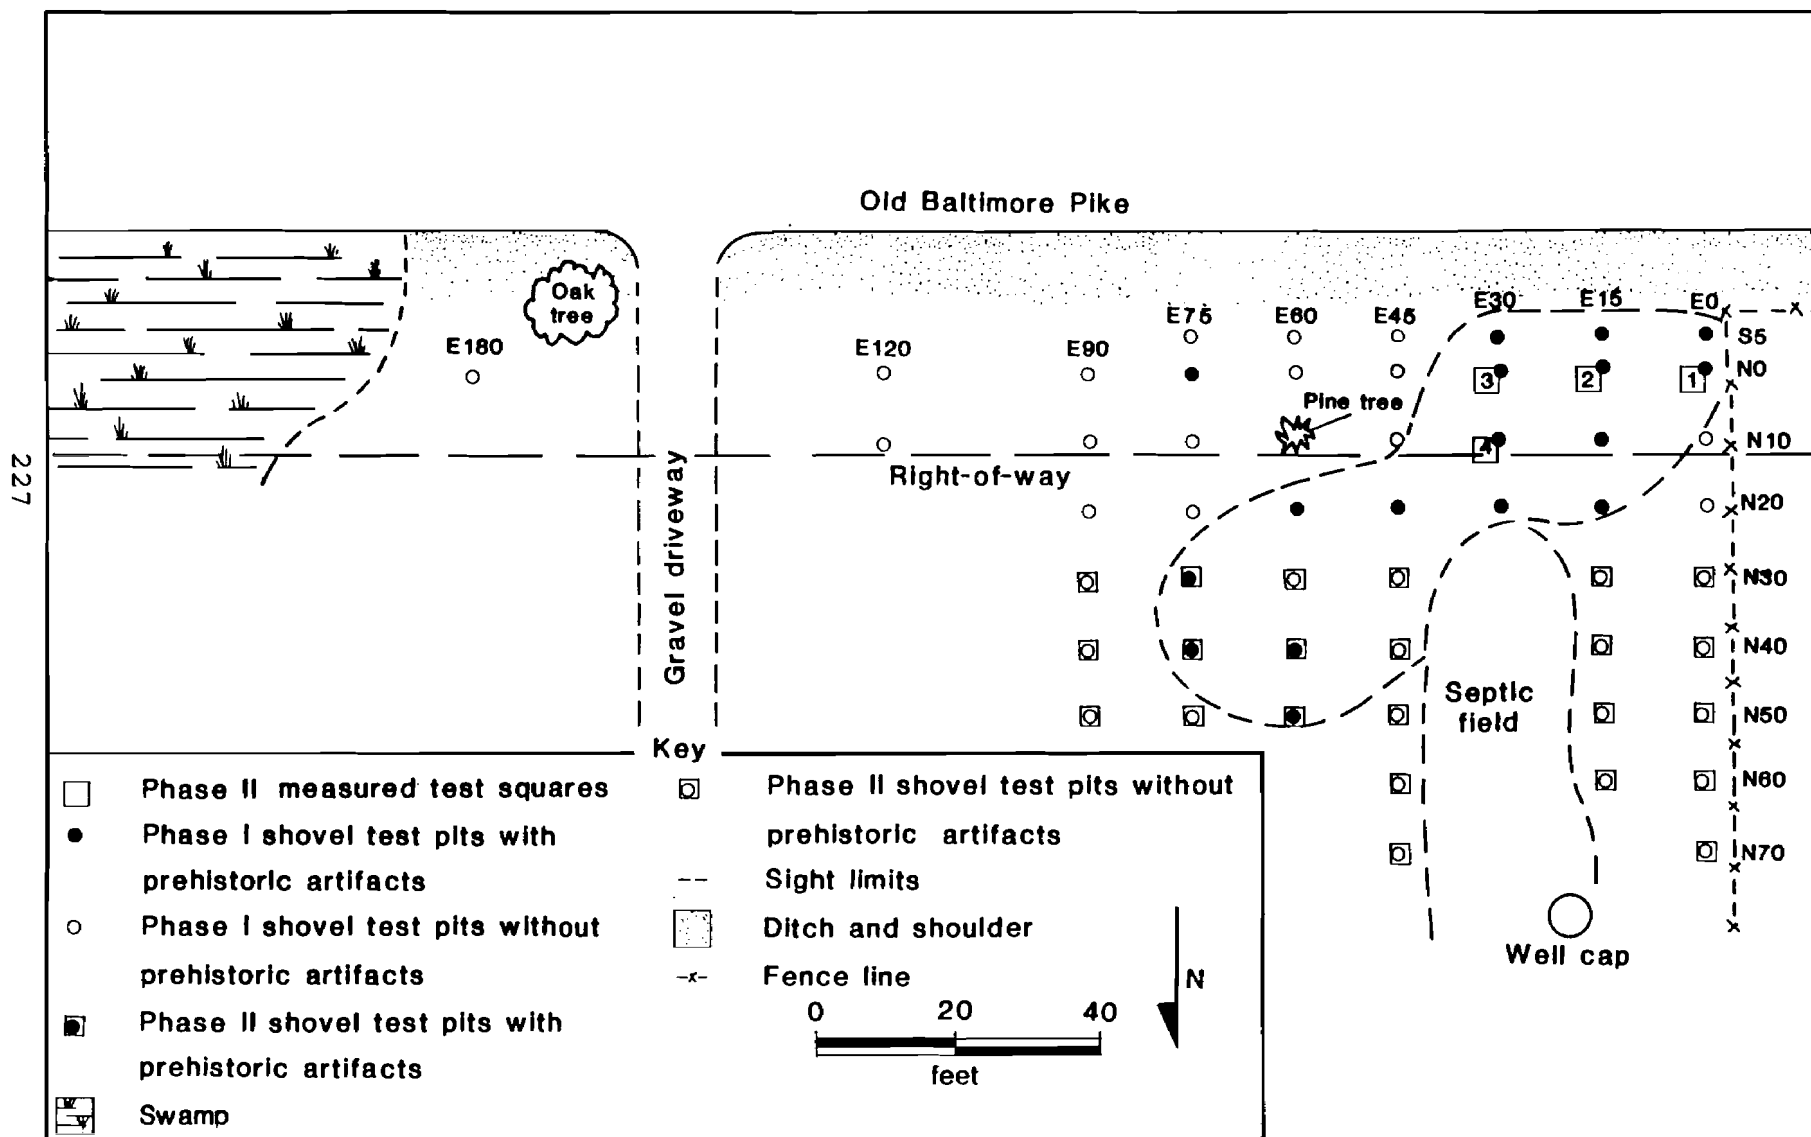 Old Baltimore Pike
Oak
tree
E180
E120
E90
E75
E60
E45
E30
E15
E0
S5
N0
3
2
1
Pine tree
4
N10
Right-of-way
N20
227
Gravel driveway
N30
N40
Septic
field
N50
N60
N70
Well cap
Key
Phase II measured test squares
Phase I shovel test pits with
prehistoric artifacts
Phase I shovel test pits without
prehistoric artifacts
Phase II shovel test pits with
prehistoric artifacts
Swamp
Phase II shovel test pits without
prehistoric artifacts
Sight limits
Ditch and shoulder
Fence line
N
0 20 40
feet